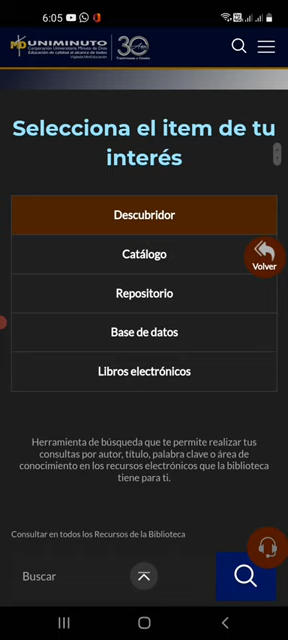 6:05
UNIMINUTO
Corporación Universitaria Minuto de Dios
Educación de calidad al alcance de todos
Vigilada MinEducación
30
Selecciona el item de tu
interés
Descubridor
Catálogo
Volver
Repositorio
Base de datos
Libros electrónicos
Herramienta de búsqueda que te permite realizar tus
consultas por autor, título, palabra clave o área de
conocimiento en los recursos electrónicos que la biblioteca
tiene para ti.
Consultar en todos los Recursos de la Biblioteca
Buscar